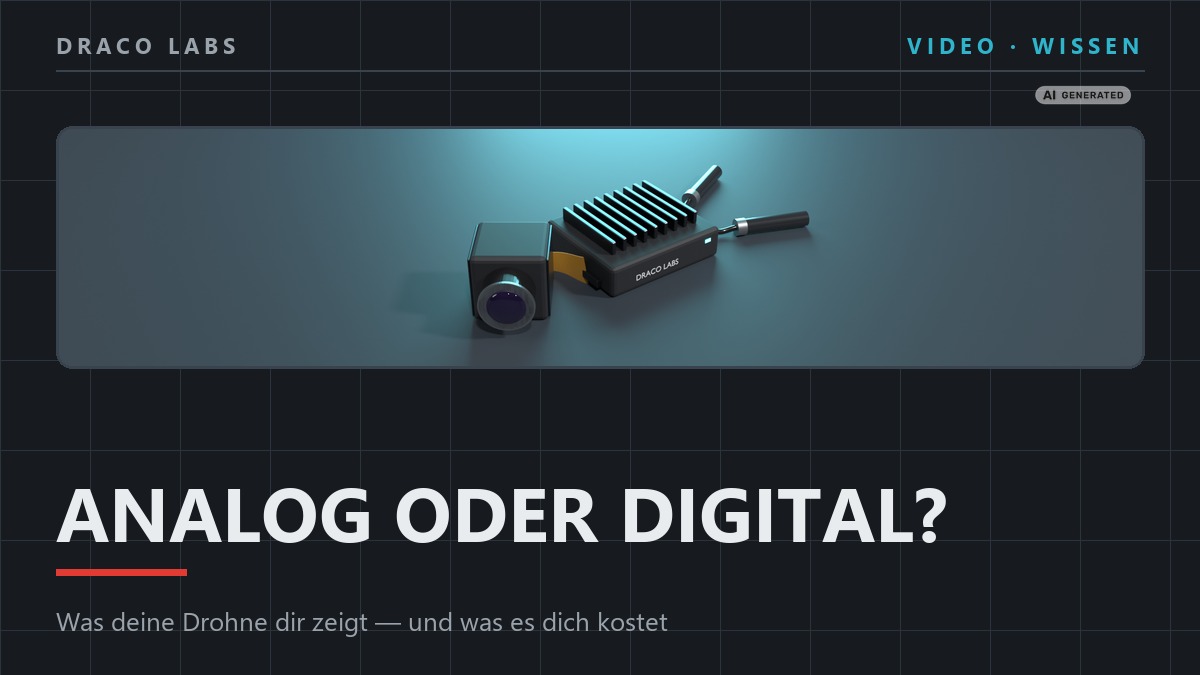 DRACO LABS
VIDEO · WISSEN
AI GENERATED
DRACO LABS
ANALOG ODER DIGITAL?
Was deine Drohne dir zeigt — und was es dich kostet